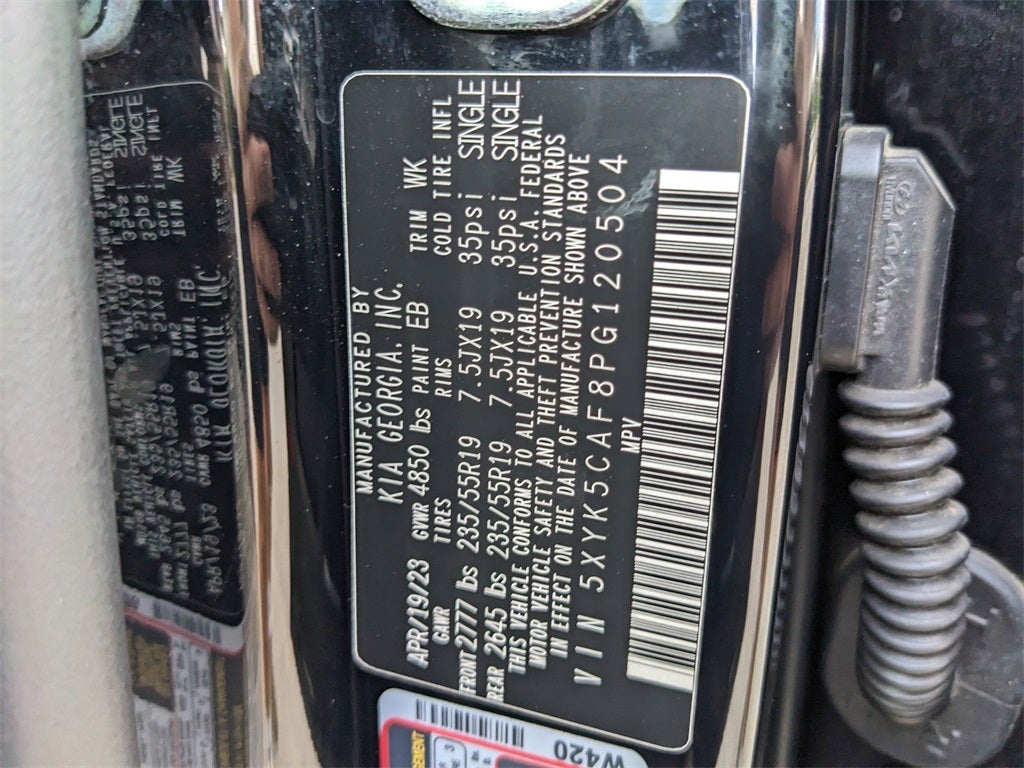 MANUFACTURED BY
KIA GEORGIA, INC.
APR/19/23 GVWR 4850 lbs PAINT EB TRIM WK
GAWR TIRES RIMS COLD TIRE INFL
FRONT 2777 lbs 235/55R19 7.5JX19 35psi SINGLE
REAR 2645 lbs 235/55R19 7.5JX19 35psi SINGLE
THIS VEHICLE CONFORMS TO ALL APPLICABLE U.S.A. FEDERAL
MOTOR VEHICLE SAFETY AND THEFT PREVENTION STANDARDS
IN EFFECT ON THE DATE OF MANUFACTURE SHOWN ABOVE
VIN 5XYK5CAF8PG120504
MPV
W420